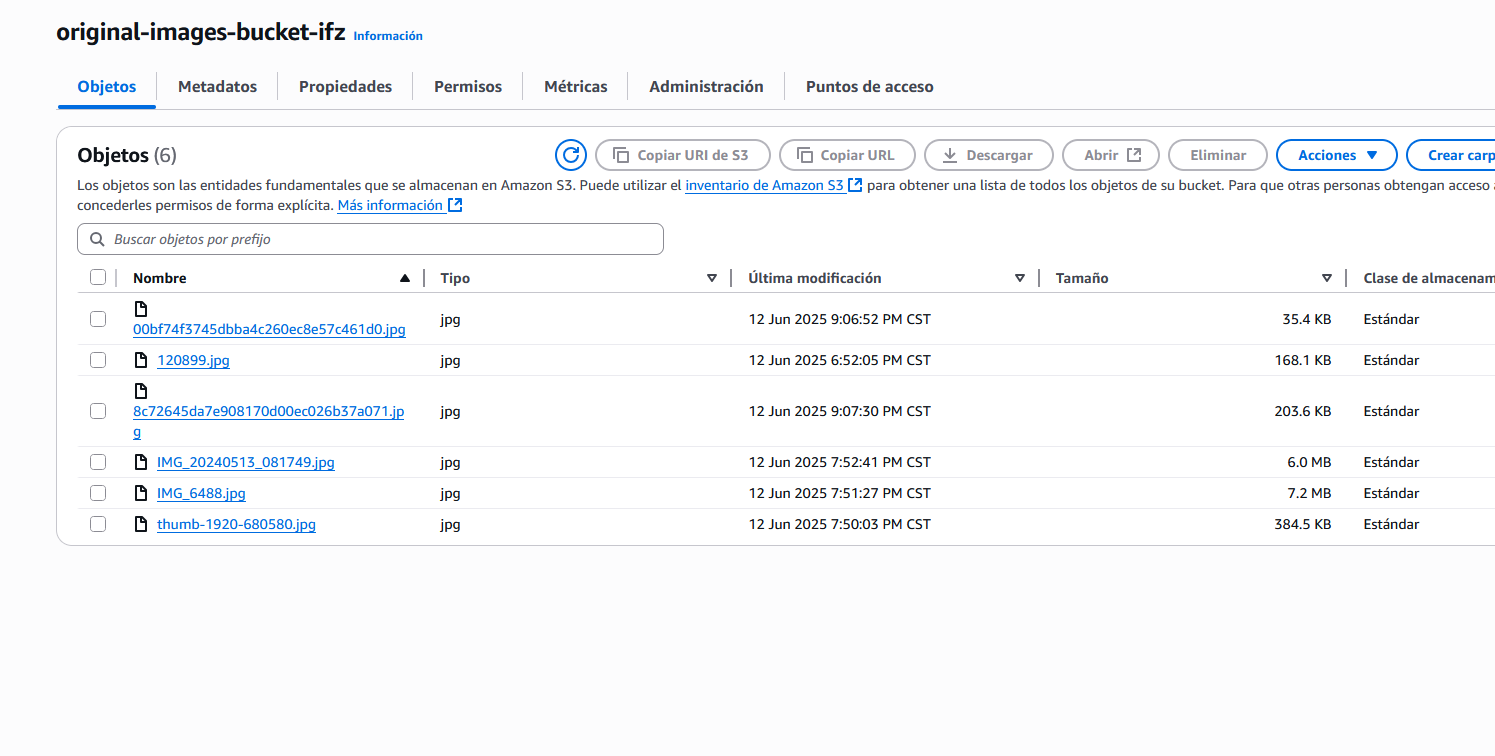 original-images-bucket-ifz Información
Objetos Metadatos Propiedades Permisos Métricas Administración Puntos de acceso
Objetos (6) Copiar URI de S3 Copiar URL Descargar Abrir Eliminar Acciones Crear carp
Los objetos son las entidades fundamentales que se almacenan en Amazon S3. Puede utilizar el inventario de Amazon S3 para obtener una lista de todos los objetos de su bucket. Para que otras personas obtengan acceso a
concederles permisos de forma explícita. Más información
Buscar objetos por prefijo
Nombre Tipo Última modificación Tamaño Clase de almacenam
00bf74f3745dbba4c260ec8e57c461d0.jpg jpg 12 Jun 2025 9:06:52 PM CST 35.4 KB Estándar
120899.jpg jpg 12 Jun 2025 6:52:05 PM CST 168.1 KB Estándar
8c72645da7e908170d00ec026b37a071.jp jpg 12 Jun 2025 9:07:30 PM CST 203.6 KB Estándar
g
IMG_20240513_081749.jpg jpg 12 Jun 2025 7:52:41 PM CST 6.0 MB Estándar
IMG_6488.jpg jpg 12 Jun 2025 7:51:27 PM CST 7.2 MB Estándar
thumb-1920-680580.jpg jpg 12 Jun 2025 7:50:03 PM CST 384.5 KB Estándar